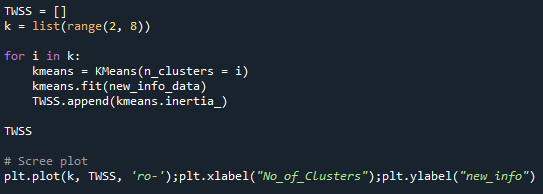 TWSS = []
k = list(range(2, 8))
for i in k:
    kmeans = KMeans(n_clusters = i)
    kmeans.fit(new_info_data)
    TWSS.append(kmeans.inertia_)
TWSS
# Scree plot
plt.plot(k, TWSS, 'ro-');plt.xlabel("No_of_Clusters");plt.ylabel("new_info")